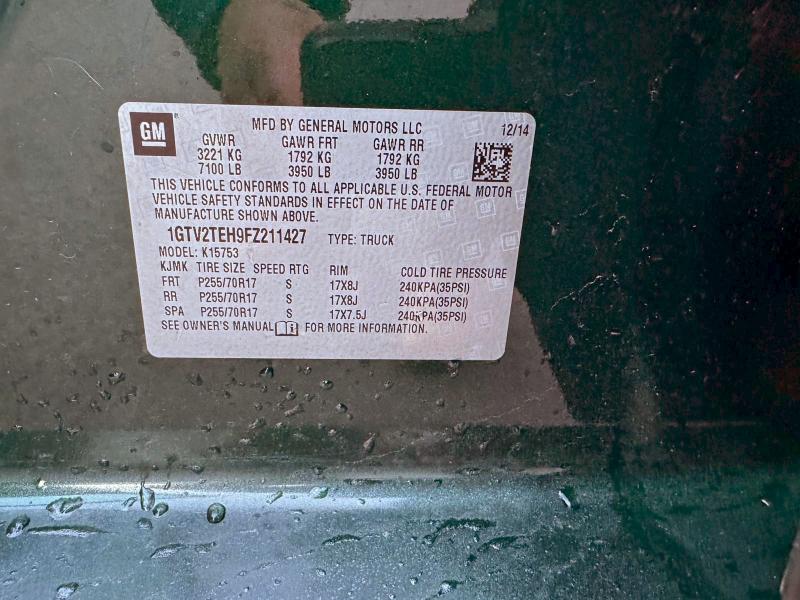 GM
MFD BY GENERAL MOTORS LLC 12/14
GVWR GAWR FRT GAWR RR
3221 KG 1792 KG 1792 KG
7100 LB 3950 LB 3950 LB
THIS VEHICLE CONFORMS TO ALL APPLICABLE U.S. FEDERAL MOTOR
VEHICLE SAFETY STANDARDS IN EFFECT ON THE DATE OF
MANUFACTURE SHOWN ABOVE.
1GTV2TEH9FZ211427 TYPE: TRUCK
MODEL: K15753
KJMK TIRE SIZE SPEED RTG RIM COLD TIRE PRESSURE
FRT P255/70R17 S 17X8J 240KPA(35PSI)
RR P255/70R17 S 17X8J 240KPA(35PSI)
SPA P255/70R17 S 17X7.5J 240KPA(35PSI)
SEE OWNER'S MANUAL FOR MORE INFORMATION.